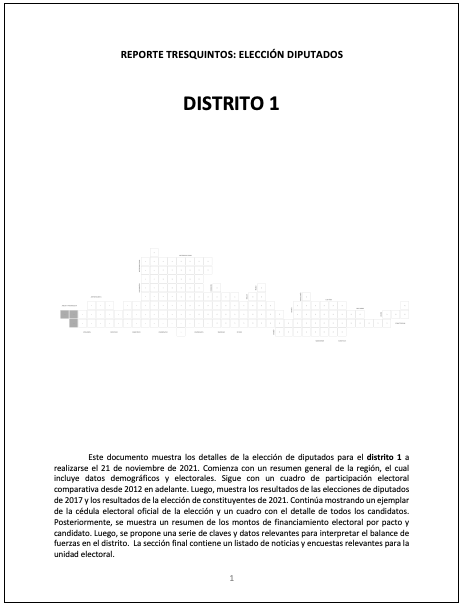 REPORTE TRESQUINTOS: ELECCIÓN DIPUTADOS
DISTRITO 1
Este documento muestra los detalles de la elección de diputados para el distrito 1 a
realizarse el 21 de noviembre de 2021. Comienza con un resumen general de la región, el cual
incluye datos demográficos y electorales. Sigue con un cuadro de participación electoral
comparativa desde 2012 en adelante. Luego, muestra los resultados de las elecciones de diputados
de 2017 y los resultados de la elección de constituyentes de 2021. Continúa mostrando un ejemplar
de la cédula electoral oficial de la elección y un cuadro con el detalle de todos los candidatos.
Posteriormente, se muestra un resumen de los montos de financiamiento electoral por pacto y
candidato. Luego, se propone una serie de claves y datos relevantes para interpretar el balance de
fuerzas en el distrito. La sección final contiene un listado de noticias y encuestas relevantes para la
unidad electoral.
1